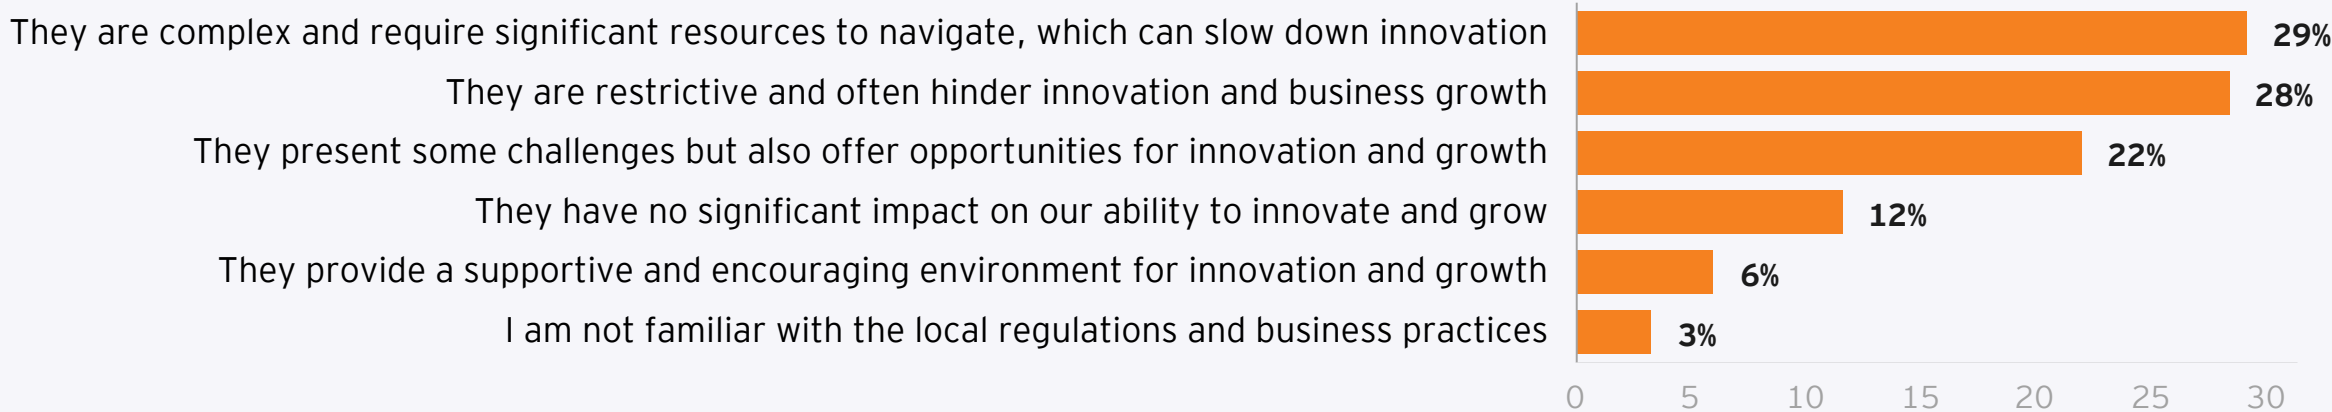 They are complex and require significant resources to navigate, which can slow down innovation 29%
They are restrictive and often hinder innovation and business growth 28%
They present some challenges but also offer opportunities for innovation and growth 22%
They have no significant impact on our ability to innovate and grow 12%
They provide a supportive and encouraging environment for innovation and growth 6%
I am not familiar with the local regulations and business practices 3%
0 5 10 15 20 25 30